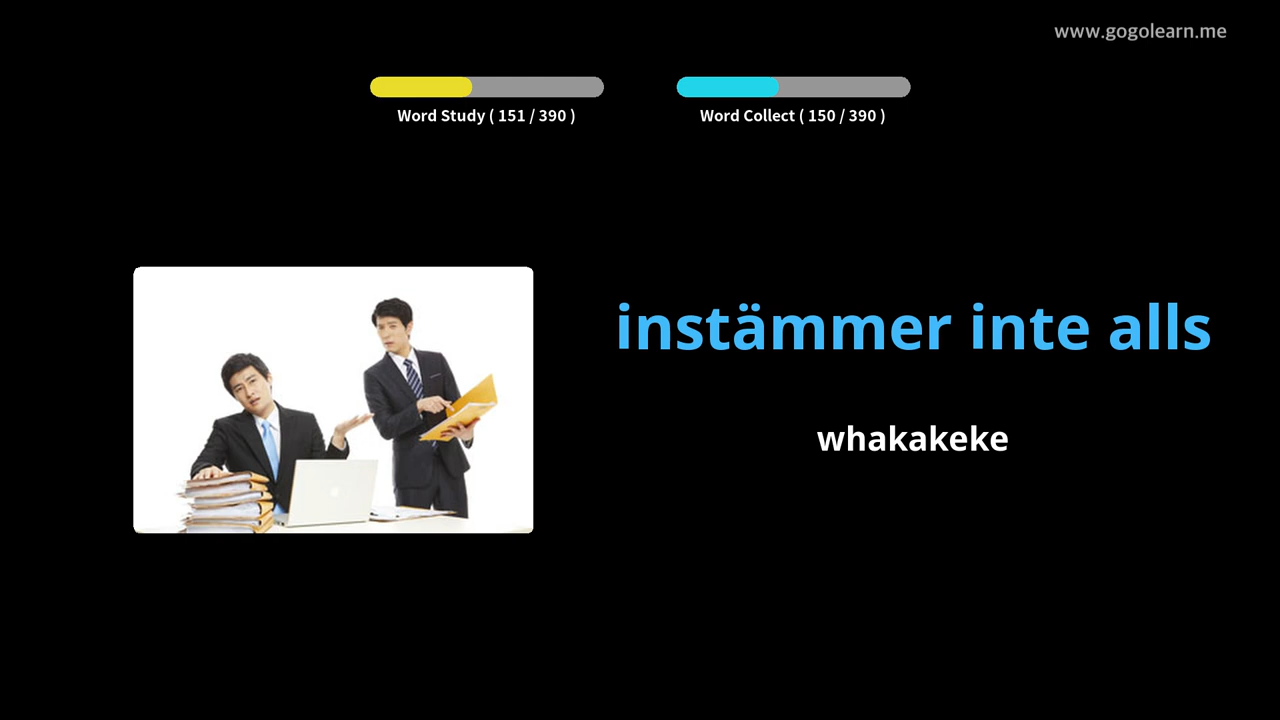 www.gogolearn.me
Word Study ( 151 / 390 )
Word Collect ( 150 / 390 )
instämmer inte alls
whakakeke